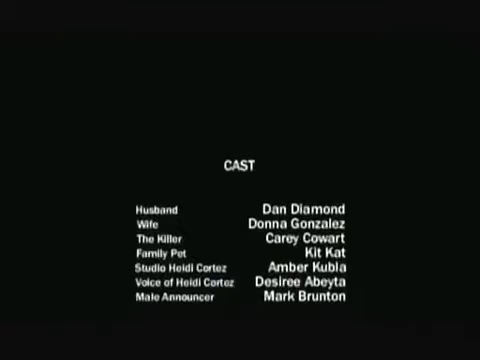 CAST
Husband Dan Diamond
Wife Donna Gonzalez
The Killer Carey Cowart
Family Pet Kit Kat
Studio Heidi Cortez Amber Kubla
Voice of Heidi Cortez Desiree Abeyta
Male Announcer Mark Brunton